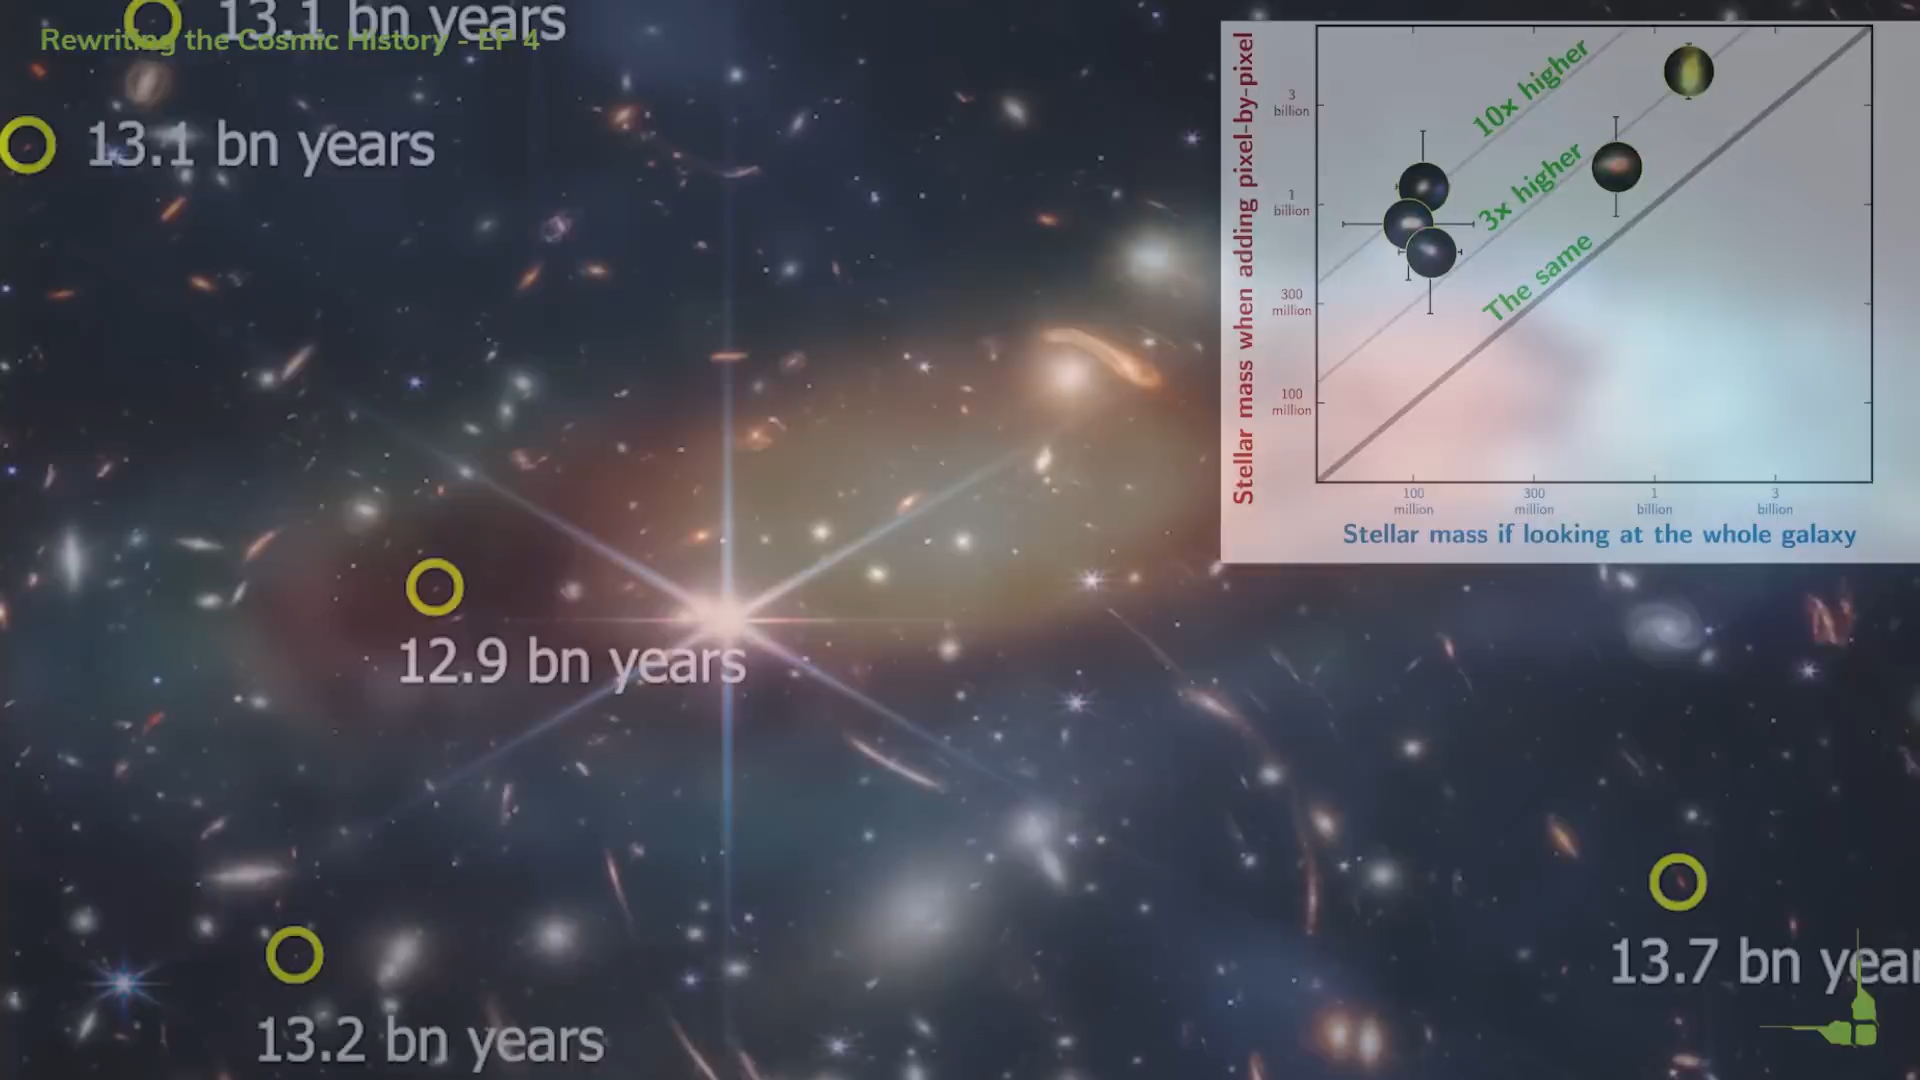 13.1 bn years
Rewriting the Cosmic History - EP 4
13.1 bn years
12.9 bn years
13.2 bn years
13.7 bn year
Stellar mass when adding pixel-by-pixel
3
billion
1
billion
300
million
100
million
10x higher
3x higher
The same
100
million
300
million
1
billion
3
billion
Stellar mass if looking at the whole galaxy